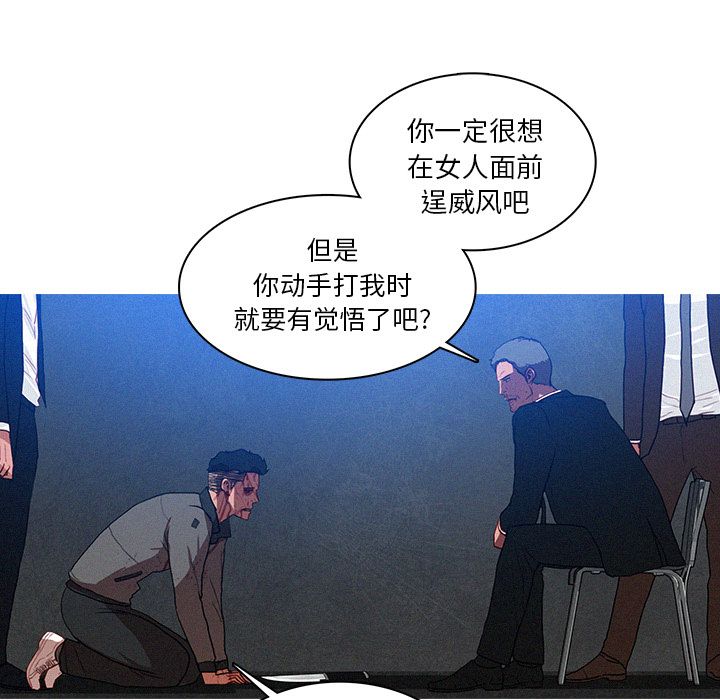 你一定很想
在女人面前
逞威风吧
但是
你动手打我时
就要有觉悟了吧?